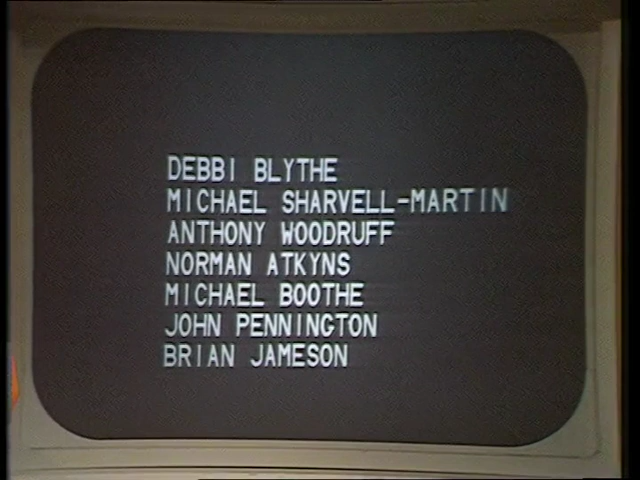 DEBBI BLYTHE
MICHAEL SHARVELL-MARTIN
ANTHONY WOODRUFF
NORMAN ATKYNS
MICHAEL BOOTHE
JOHN PENNINGTON
BRIAN JAMESON